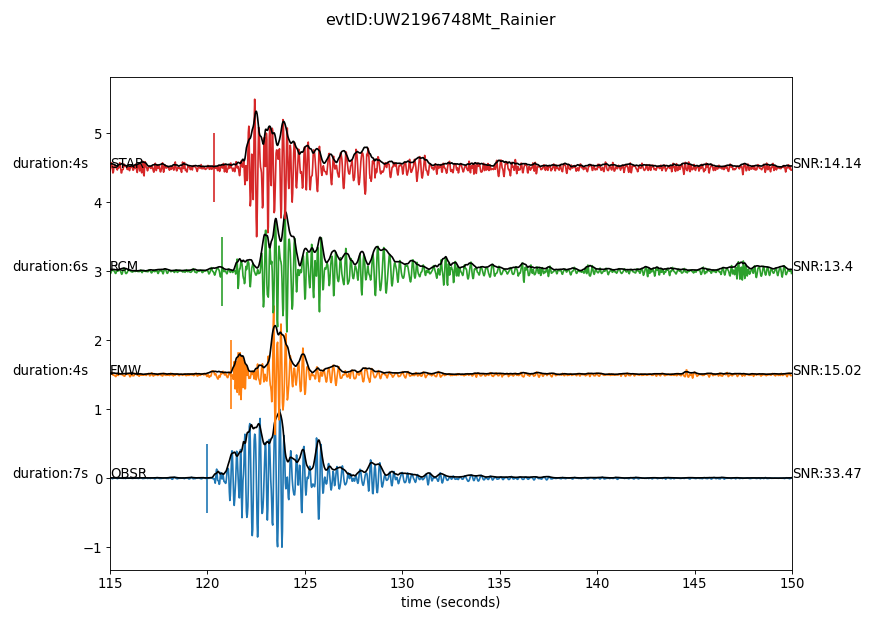 evtID:UW2196748Mt_Rainier
duration:4s STAR SNR:14.14
duration:6s RCM SNR:13.4
duration:4s FMW SNR:15.02
duration:7s OBSR SNR:33.47
5
4
3
2
1
0
−1
115 120 125 130 135 140 145 150
time (seconds)